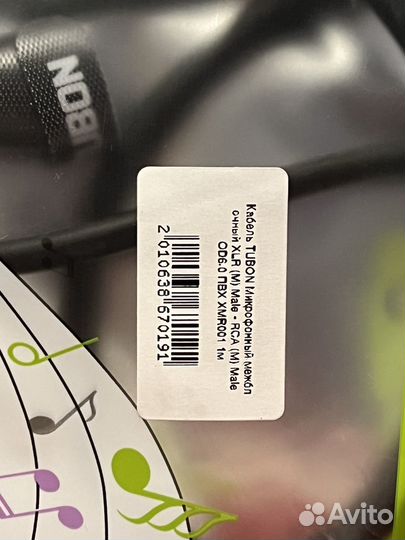 TUBON
Кабель TUBON Микрофонный межбл
очный XLR (M) Male - RCA (M) Male
OD6.0 ПВХ XMR001 1м
2010638670191
Avito